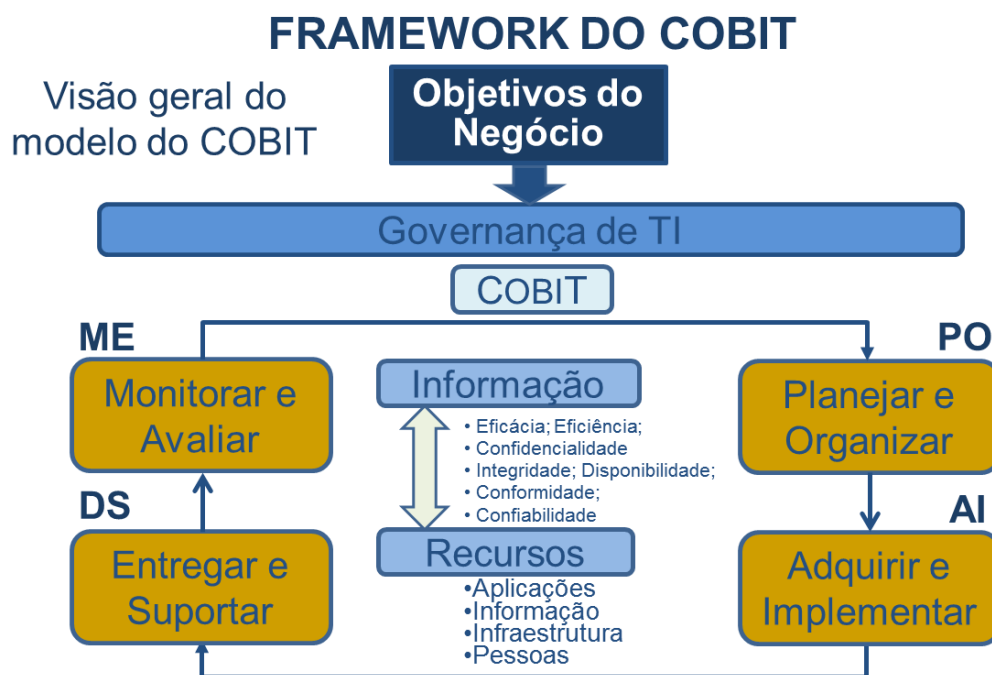 FRAMEWORK DO COBIT
Visão geral do
modelo do COBIT
Objetivos do
Negócio
Governança de TI
COBIT
ME
Monitorar e
Avaliar
PO
Planejar e
Organizar
Informação
• Eficácia; Eficiência;
• Confidencialidade
• Integridade; Disponibilidade;
• Conformidade;
• Confiabilidade
DS
Entregar e
Suportar
AI
Adquirir e
Implementar
Recursos
•Aplicações
•Informação
•Infraestrutura
•Pessoas